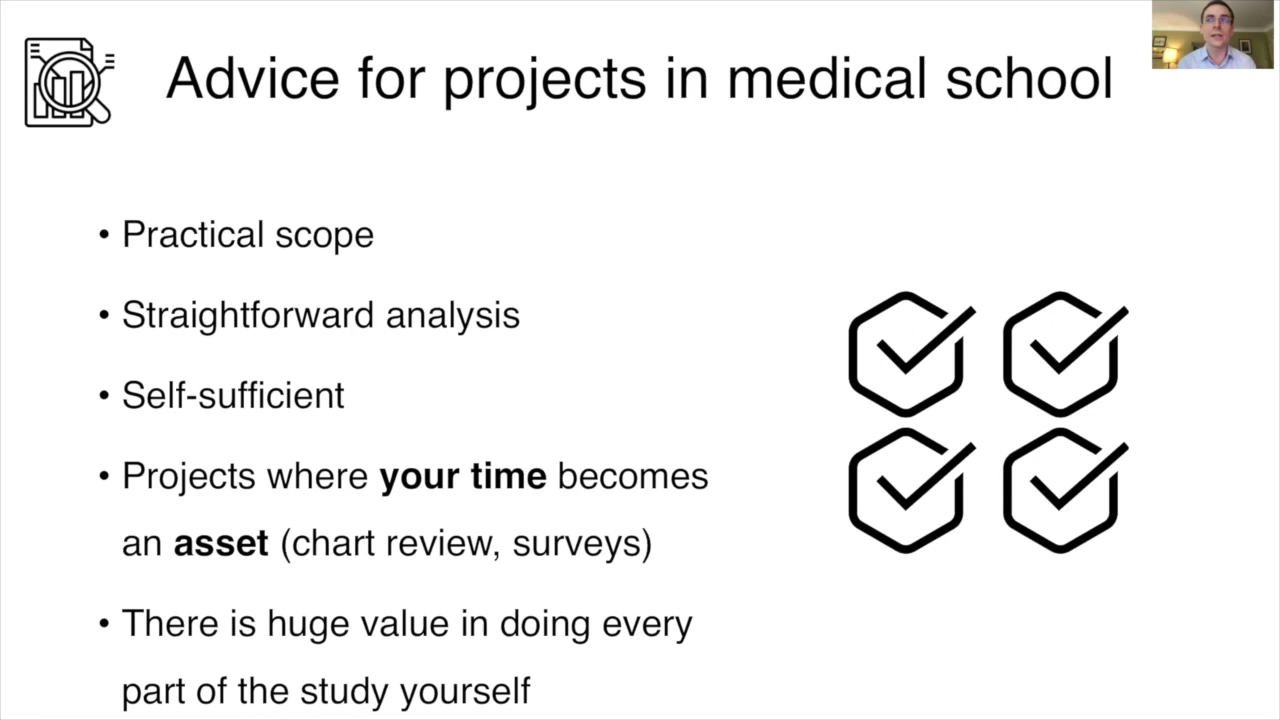 Advice for projects in medical school
• Practical scope
• Straightforward analysis
• Self-sufficient
• Projects where your time becomes
an asset (chart review, surveys)
• There is huge value in doing every
part of the study yourself